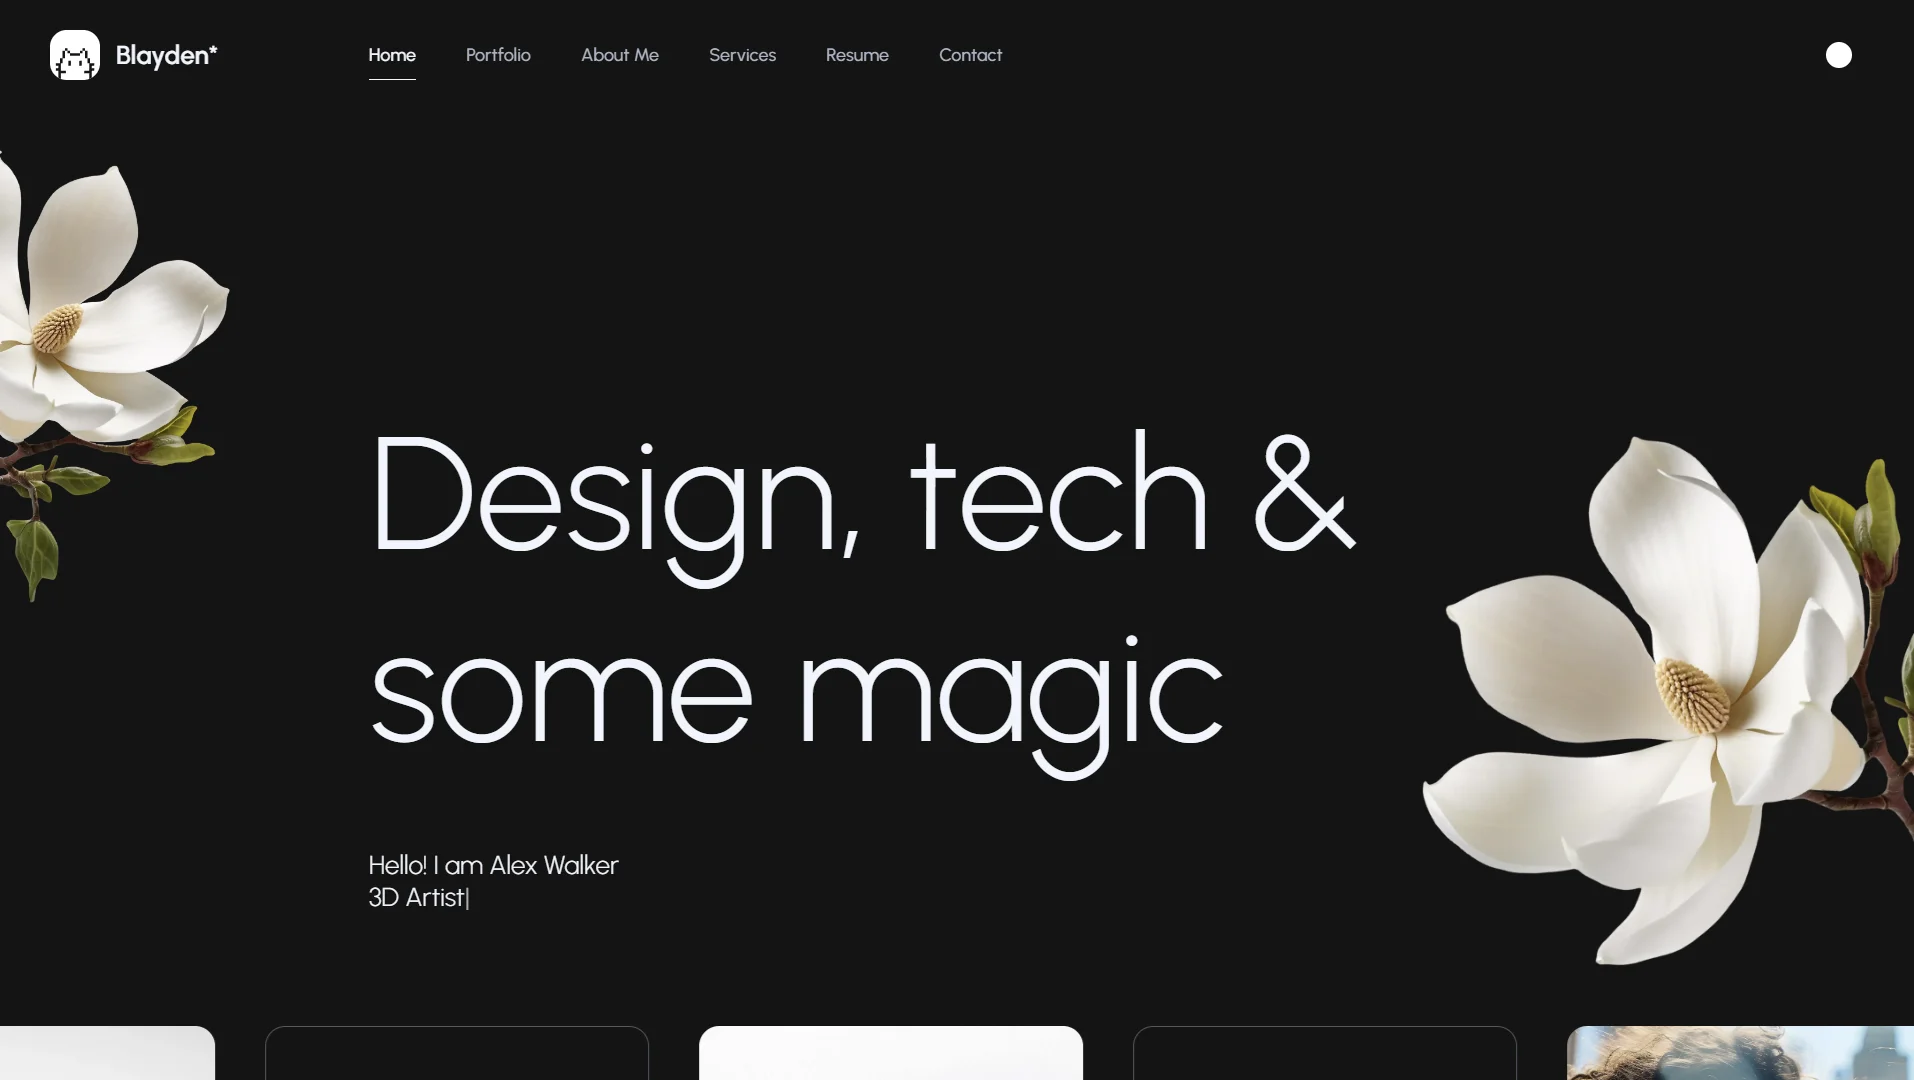 Blayden*
Home Portfolio About Me Services Resume Contact
Design, tech &
some magic
Hello! I am Alex Walker
3D Artist|